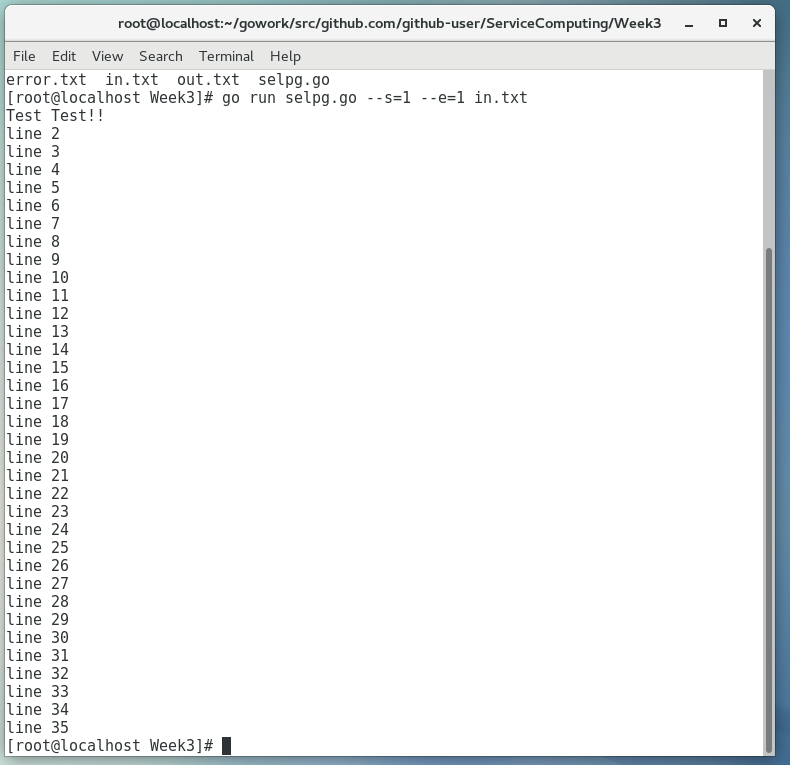 root@localhost:~/gowork/src/github.com/github-user/ServiceComputing/Week3
File Edit View Search Terminal Help
error.txt  in.txt  out.txt  selpg.go
[root@localhost Week3]# go run selpg.go --s=1 --e=1 in.txt
Test Test!!
line 2
line 3
line 4
line 5
line 6
line 7
line 8
line 9
line 10
line 11
line 12
line 13
line 14
line 15
line 16
line 17
line 18
line 19
line 20
line 21
line 22
line 23
line 24
line 25
line 26
line 27
line 28
line 29
line 30
line 31
line 32
line 33
line 34
line 35
[root@localhost Week3]#